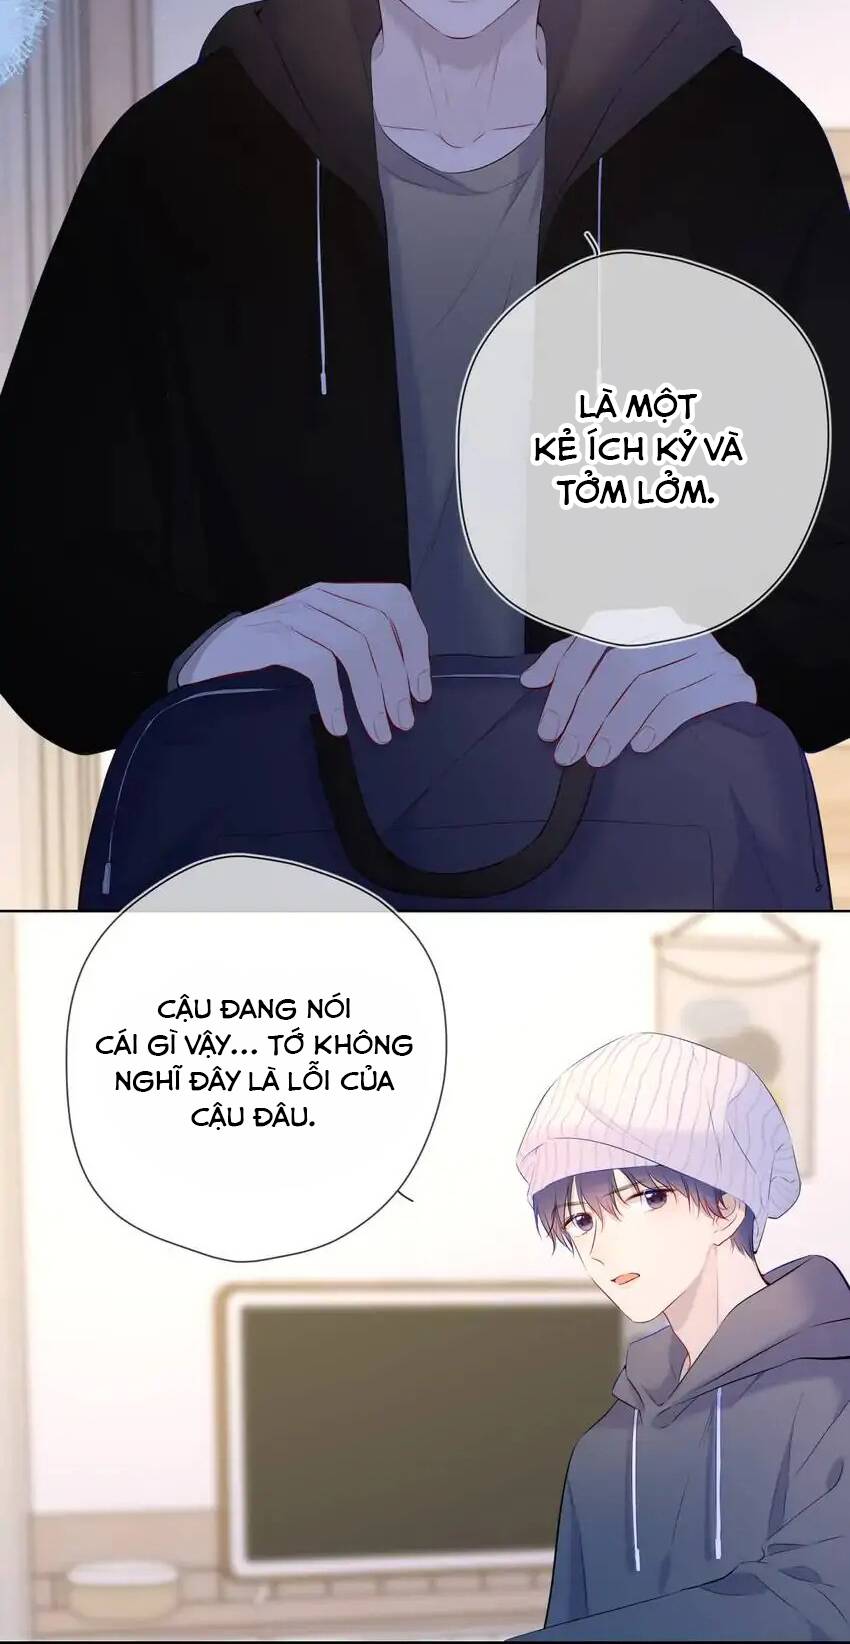 LÀ MỘT
KẺ ÍCH KỶ VÀ
TỞM LỞM.
CẬU ĐANG NÓI
CÁI GÌ VẬY... TỚ KHÔNG
NGHĨ ĐÂY LÀ LỖI CỦA
CẬU ĐÂU.